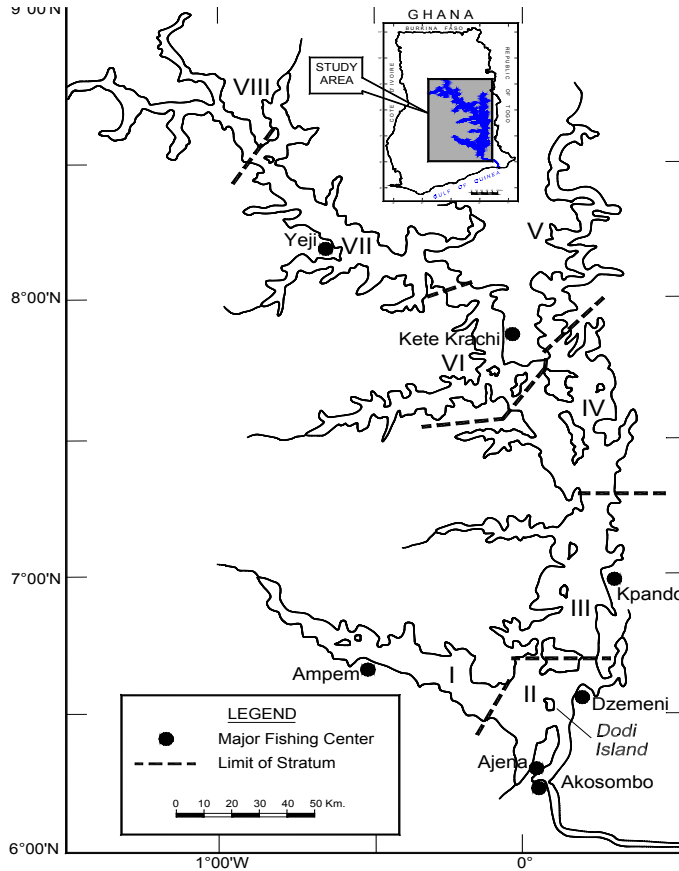 GHANA
BURKINA FASO
COTE D'IVOIRE
REPUBLIC OF TOGO
GULF OF GUINEA
STUDY
AREA
9°00'N
VIII
V
Yeji
VII
8°00'N
Kete Krachi
VI
IV
7°00'N
Kpando
III
Ampem
I
II
Dzemeni
Dodi
Island
Ajena
Akosombo
LEGEND
Major Fishing Center
Limit of Stratum
0 10 20 30 40 50 Km.
6°00'N
1°00'W
0°